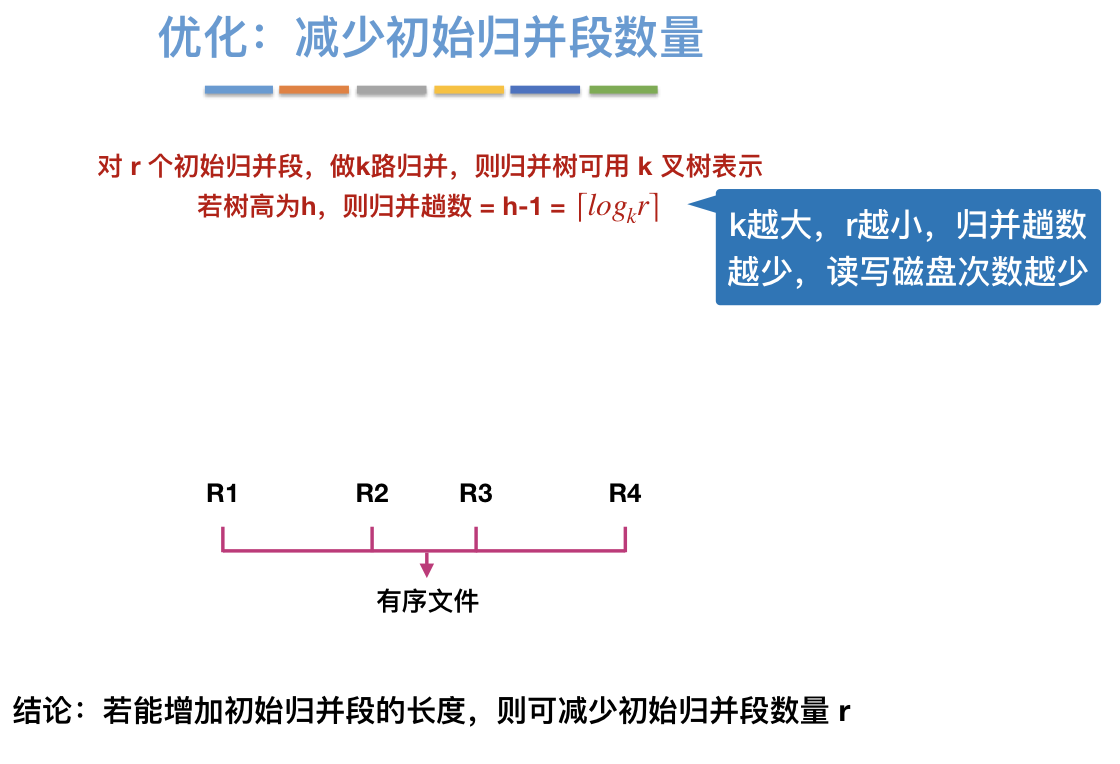 优化：减少初始归并段数量
对 r 个初始归并段，做k路归并，则归并树可用 k 叉树表示
若树高为h，则归并趟数 = h-1 = ⌈logₖr⌉
k越大，r越小，归并趟数
越少，读写磁盘次数越少
R1 R2 R3 R4
有序文件
结论：若能增加初始归并段的长度，则可减少初始归并段数量 r